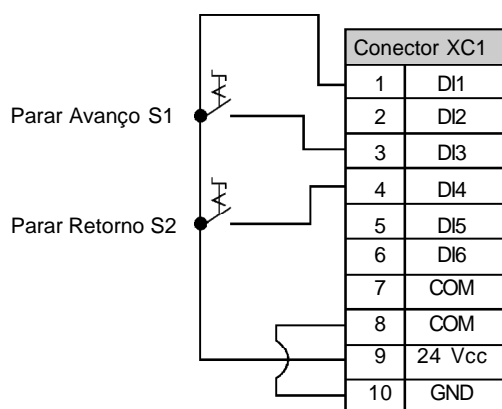 Conector XC1
1 DI1
Parar Avanço S1
2 DI2
3 DI3
4 DI4
Parar Retorno S2
5 DI5
6 DI6
7 COM
8 COM
9 24 Vcc
10 GND